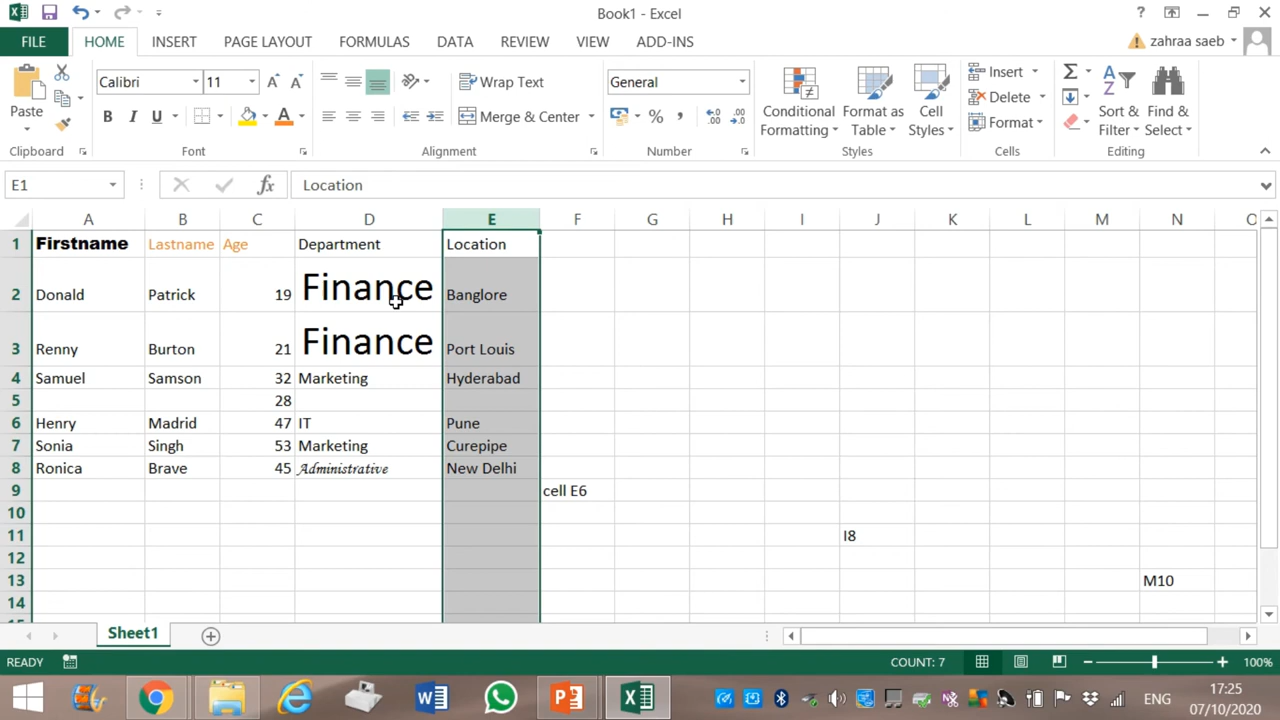 Book1 - Excel
FILE HOME INSERT PAGE LAYOUT FORMULAS DATA REVIEW VIEW ADD-INS zahraa saeb
Paste Calibri 11 Wrap Text Merge & Center General Conditional Formatting Format as Table Cell Styles Insert Delete Format Sort & Filter Find & Select
Clipboard Font Alignment Number Styles Cells Editing
E1 Location
A B C D E F G H I J K L M N O
1 Firstname Lastname Age Department Location
2 Donald Patrick 19 Finance Banglore
3 Renny Burton 21 Finance Port Louis
4 Samuel Samson 32 Marketing Hyderabad
5 28
6 Henry Madrid 47 IT Pune
7 Sonia Singh 53 Marketing Curepipe
8 Ronica Brave 45 Administrative New Delhi
9 cell E6
10
11 I8
12
13 M10
14
Sheet1
READY COUNT: 7 100%
ENG 17:25
07/10/2020